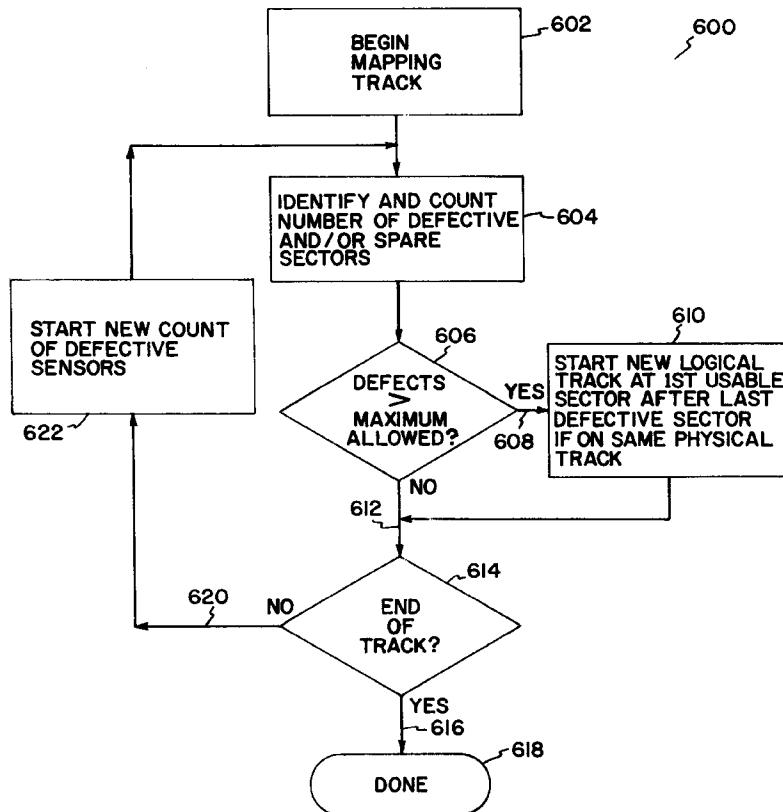 BEGIN
MAPPING
TRACK
602
600
IDENTIFY AND COUNT
NUMBER OF DEFECTIVE
AND/OR SPARE
SECTORS
604
START NEW COUNT
OF DEFECTIVE
SENSORS
622
606
DEFECTS
>
MAXIMUM
ALLOWED?
YES
608
610
START NEW LOGICAL
TRACK AT 1ST USABLE
SECTOR AFTER LAST
DEFECTIVE SECTOR
IF ON SAME PHYSICAL
TRACK
NO
612
614
END
OF
TRACK?
NO
620
YES
616
DONE
618